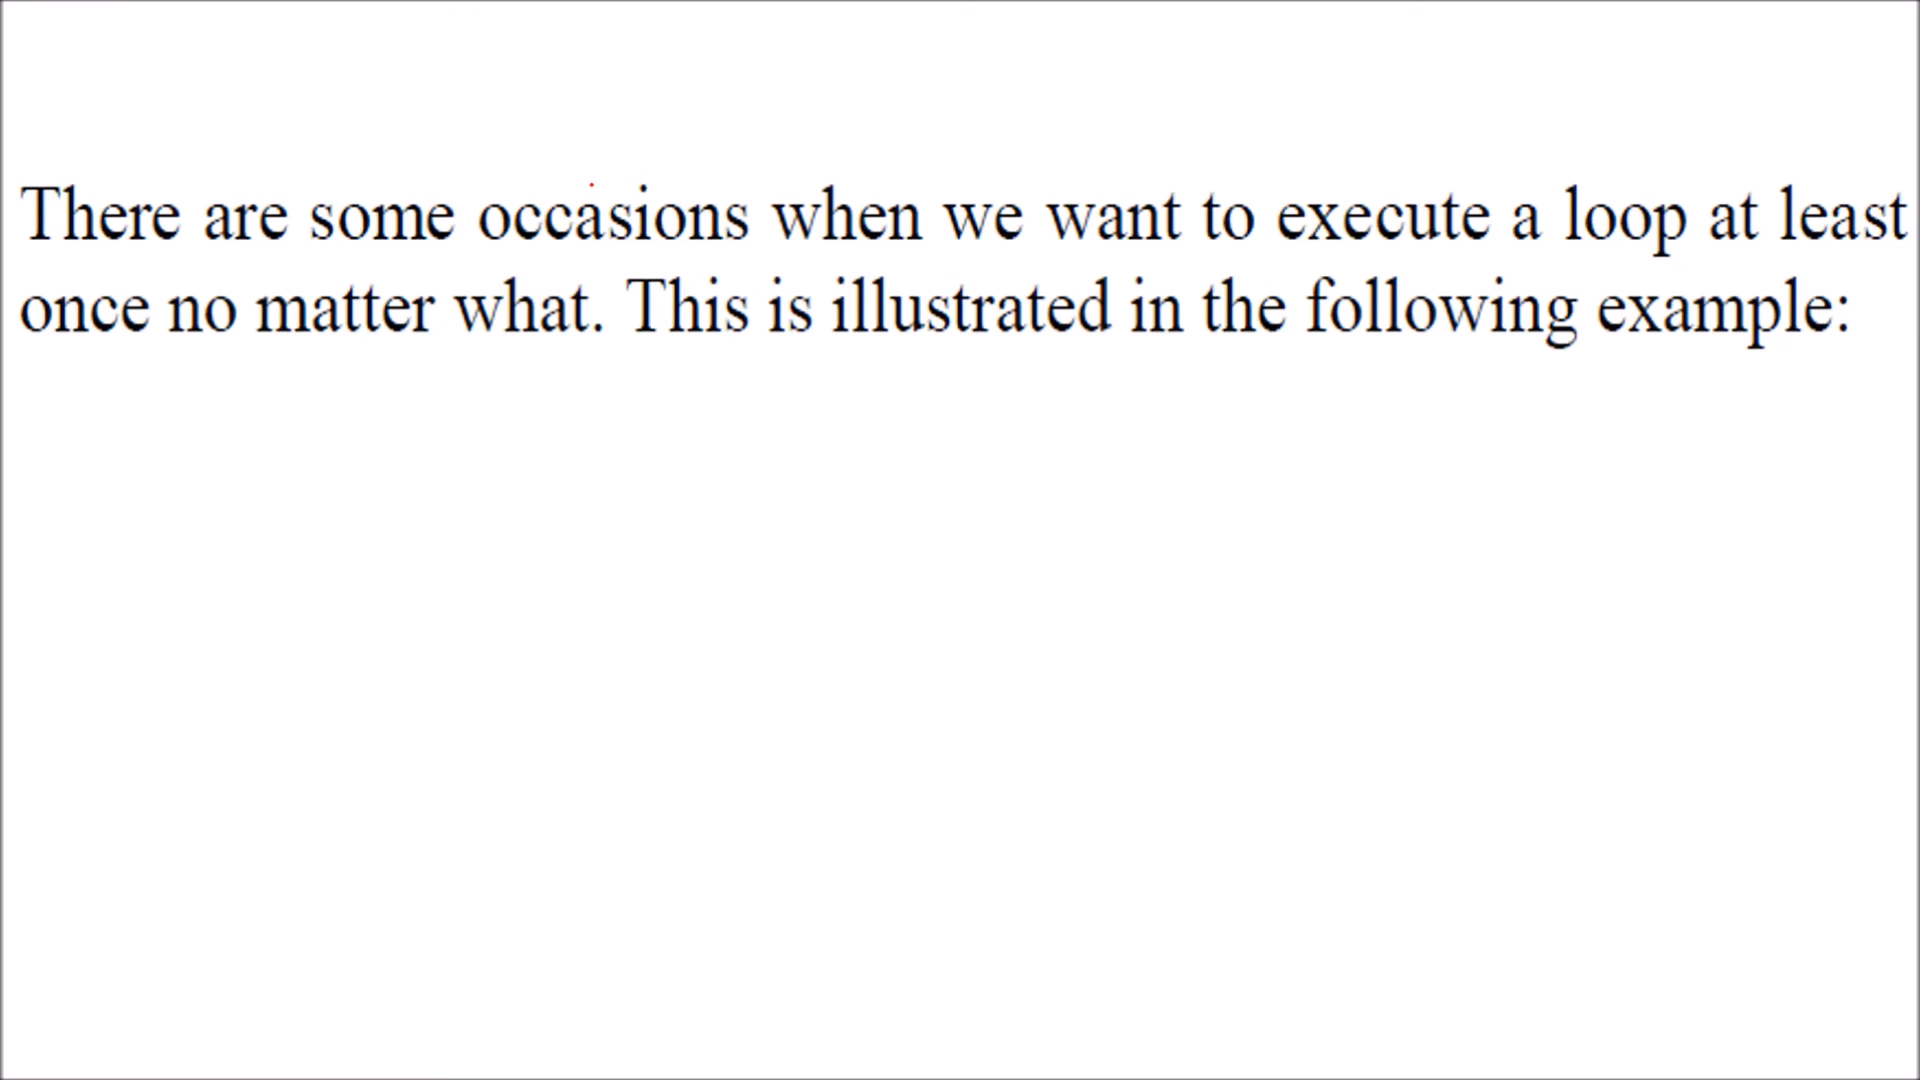 There are some occasions when we want to execute a loop at least
once no matter what. This is illustrated in the following example: